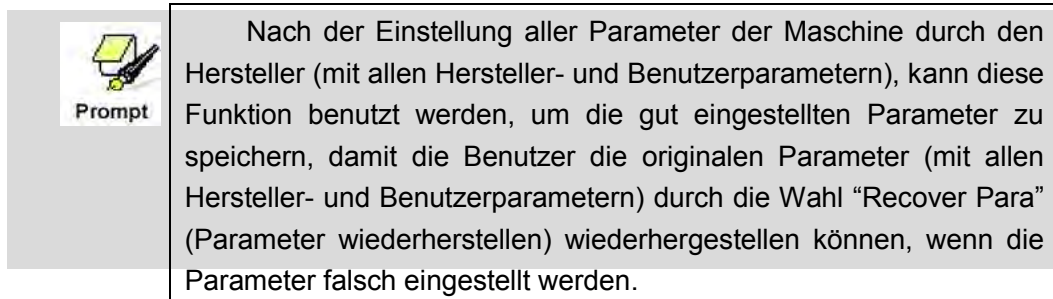 Prompt
Nach der Einstellung aller Parameter der Maschine durch den
Hersteller (mit allen Hersteller- und Benutzerparametern), kann diese
Funktion benutzt werden, um die gut eingestellten Parameter zu
speichern, damit die Benutzer die originalen Parameter (mit allen
Hersteller- und Benutzerparametern) durch die Wahl “Recover Para”
(Parameter wiederherstellen) wiederhergestellen können, wenn die
Parameter falsch eingestellt werden.